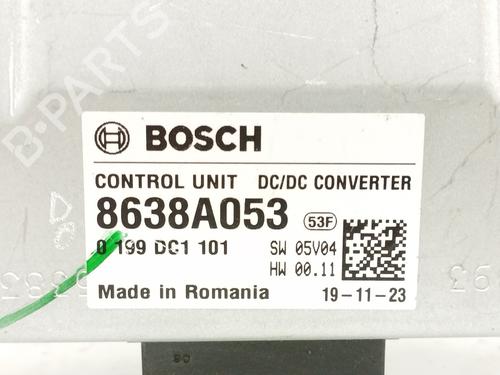 B-PARTS
BOSCH
CONTROL UNIT DC/DC CONVERTER
8638A053 53F
0 199 DC1 101 SW 05V04
HW 00.11
Made in Romania 19-11-23